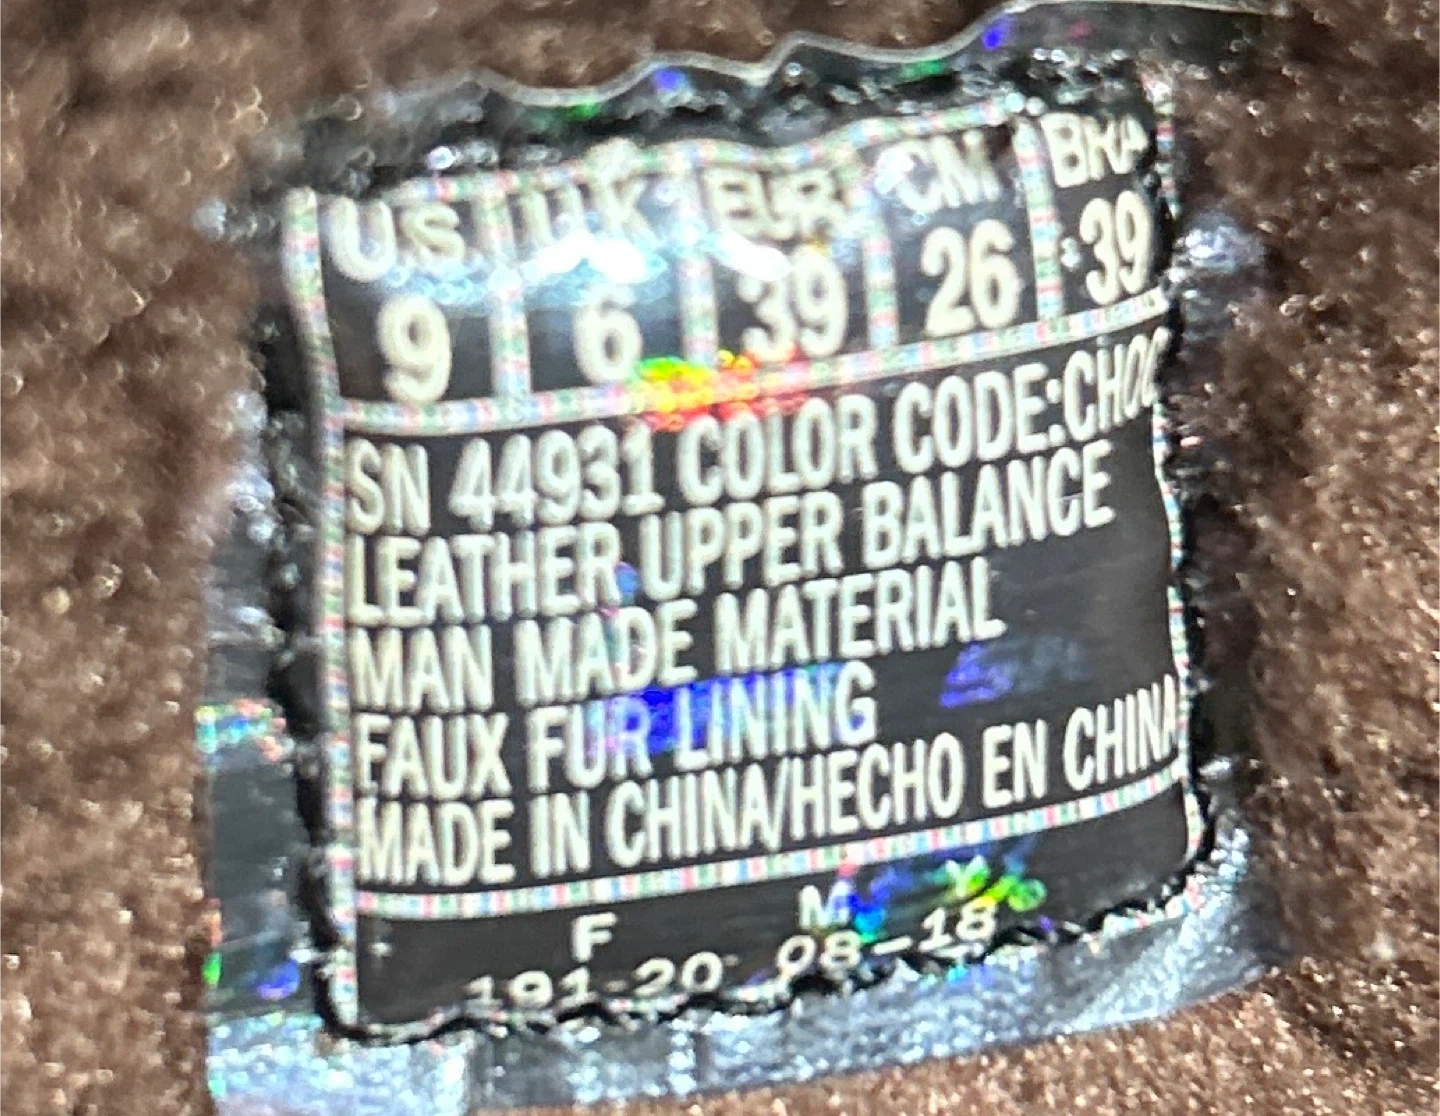 U.S. UK EUR. CM BRA
9 6 39 26 39
SN 44931 COLOR CODE:CHOC
LEATHER UPPER BALANCE
MAN MADE MATERIAL
FAUX FUR LINING
MADE IN CHINA/HECHO EN CHINA
F M Y
191-20 08-18